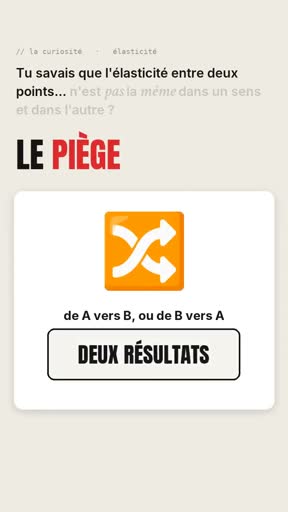 // la curiosité · élasticité
Tu savais que l'élasticité entre deux
points... n'est pas la même dans un sens
et dans l'autre ?
LE PIÈGE
de A vers B, ou de B vers A
DEUX RÉSULTATS